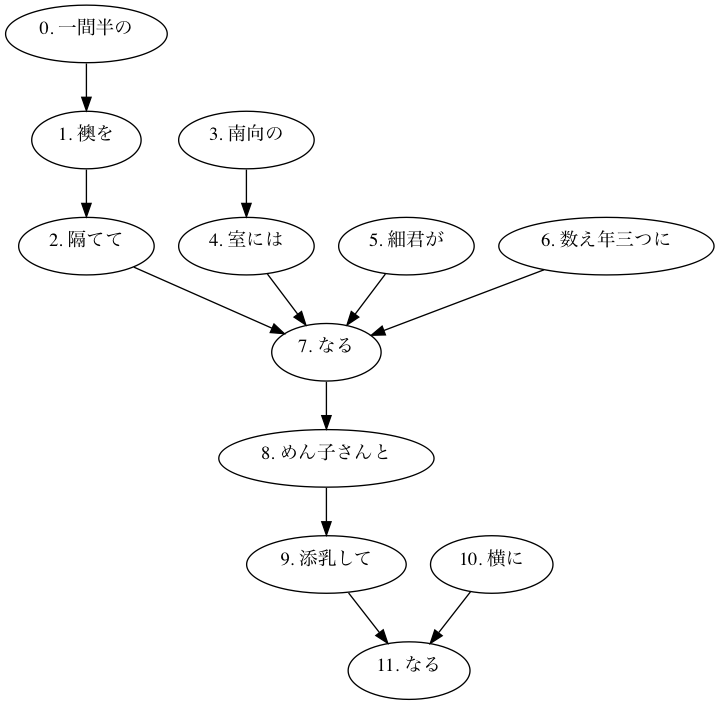 0. 一間半の
1. 襖を
3. 南向の
2. 隔てて
4. 室には
5. 細君が
6. 数え年三つに
7. なる
8. めん子さんと
9. 添乳して
10. 横に
11. なる